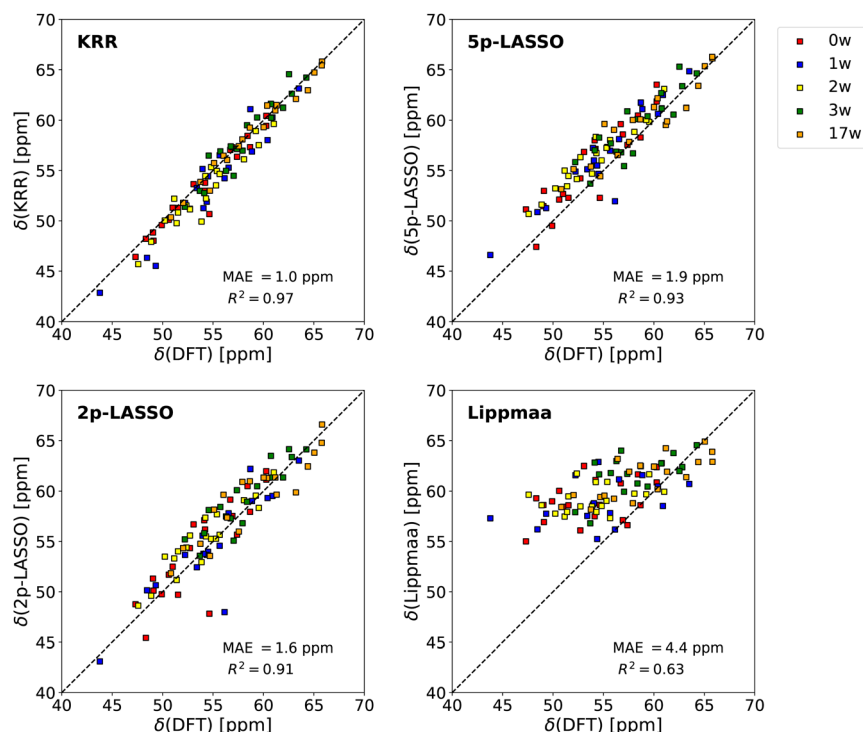 KRR
δ(KRR) [ppm]
70
65
60
55
50
45
40
MAE = 1.0 ppm
R² = 0.97
40 45 50 55 60 65 70
δ(DFT) [ppm]
5p-LASSO
δ(5p-LASSO)) [ppm]
70
65
60
55
50
45
40
MAE = 1.9 ppm
R² = 0.93
40 45 50 55 60 65 70
δ(DFT) [ppm]
0w
1w
2w
3w
17w
2p-LASSO
δ(2p-LASSO)) [ppm]
70
65
60
55
50
45
40
MAE = 1.6 ppm
R² = 0.91
40 45 50 55 60 65 70
δ(DFT) [ppm]
Lippmaa
δ(Lippmaa)) [ppm]
70
65
60
55
50
45
40
MAE = 4.4 ppm
R² = 0.63
40 45 50 55 60 65 70
δ(DFT) [ppm]